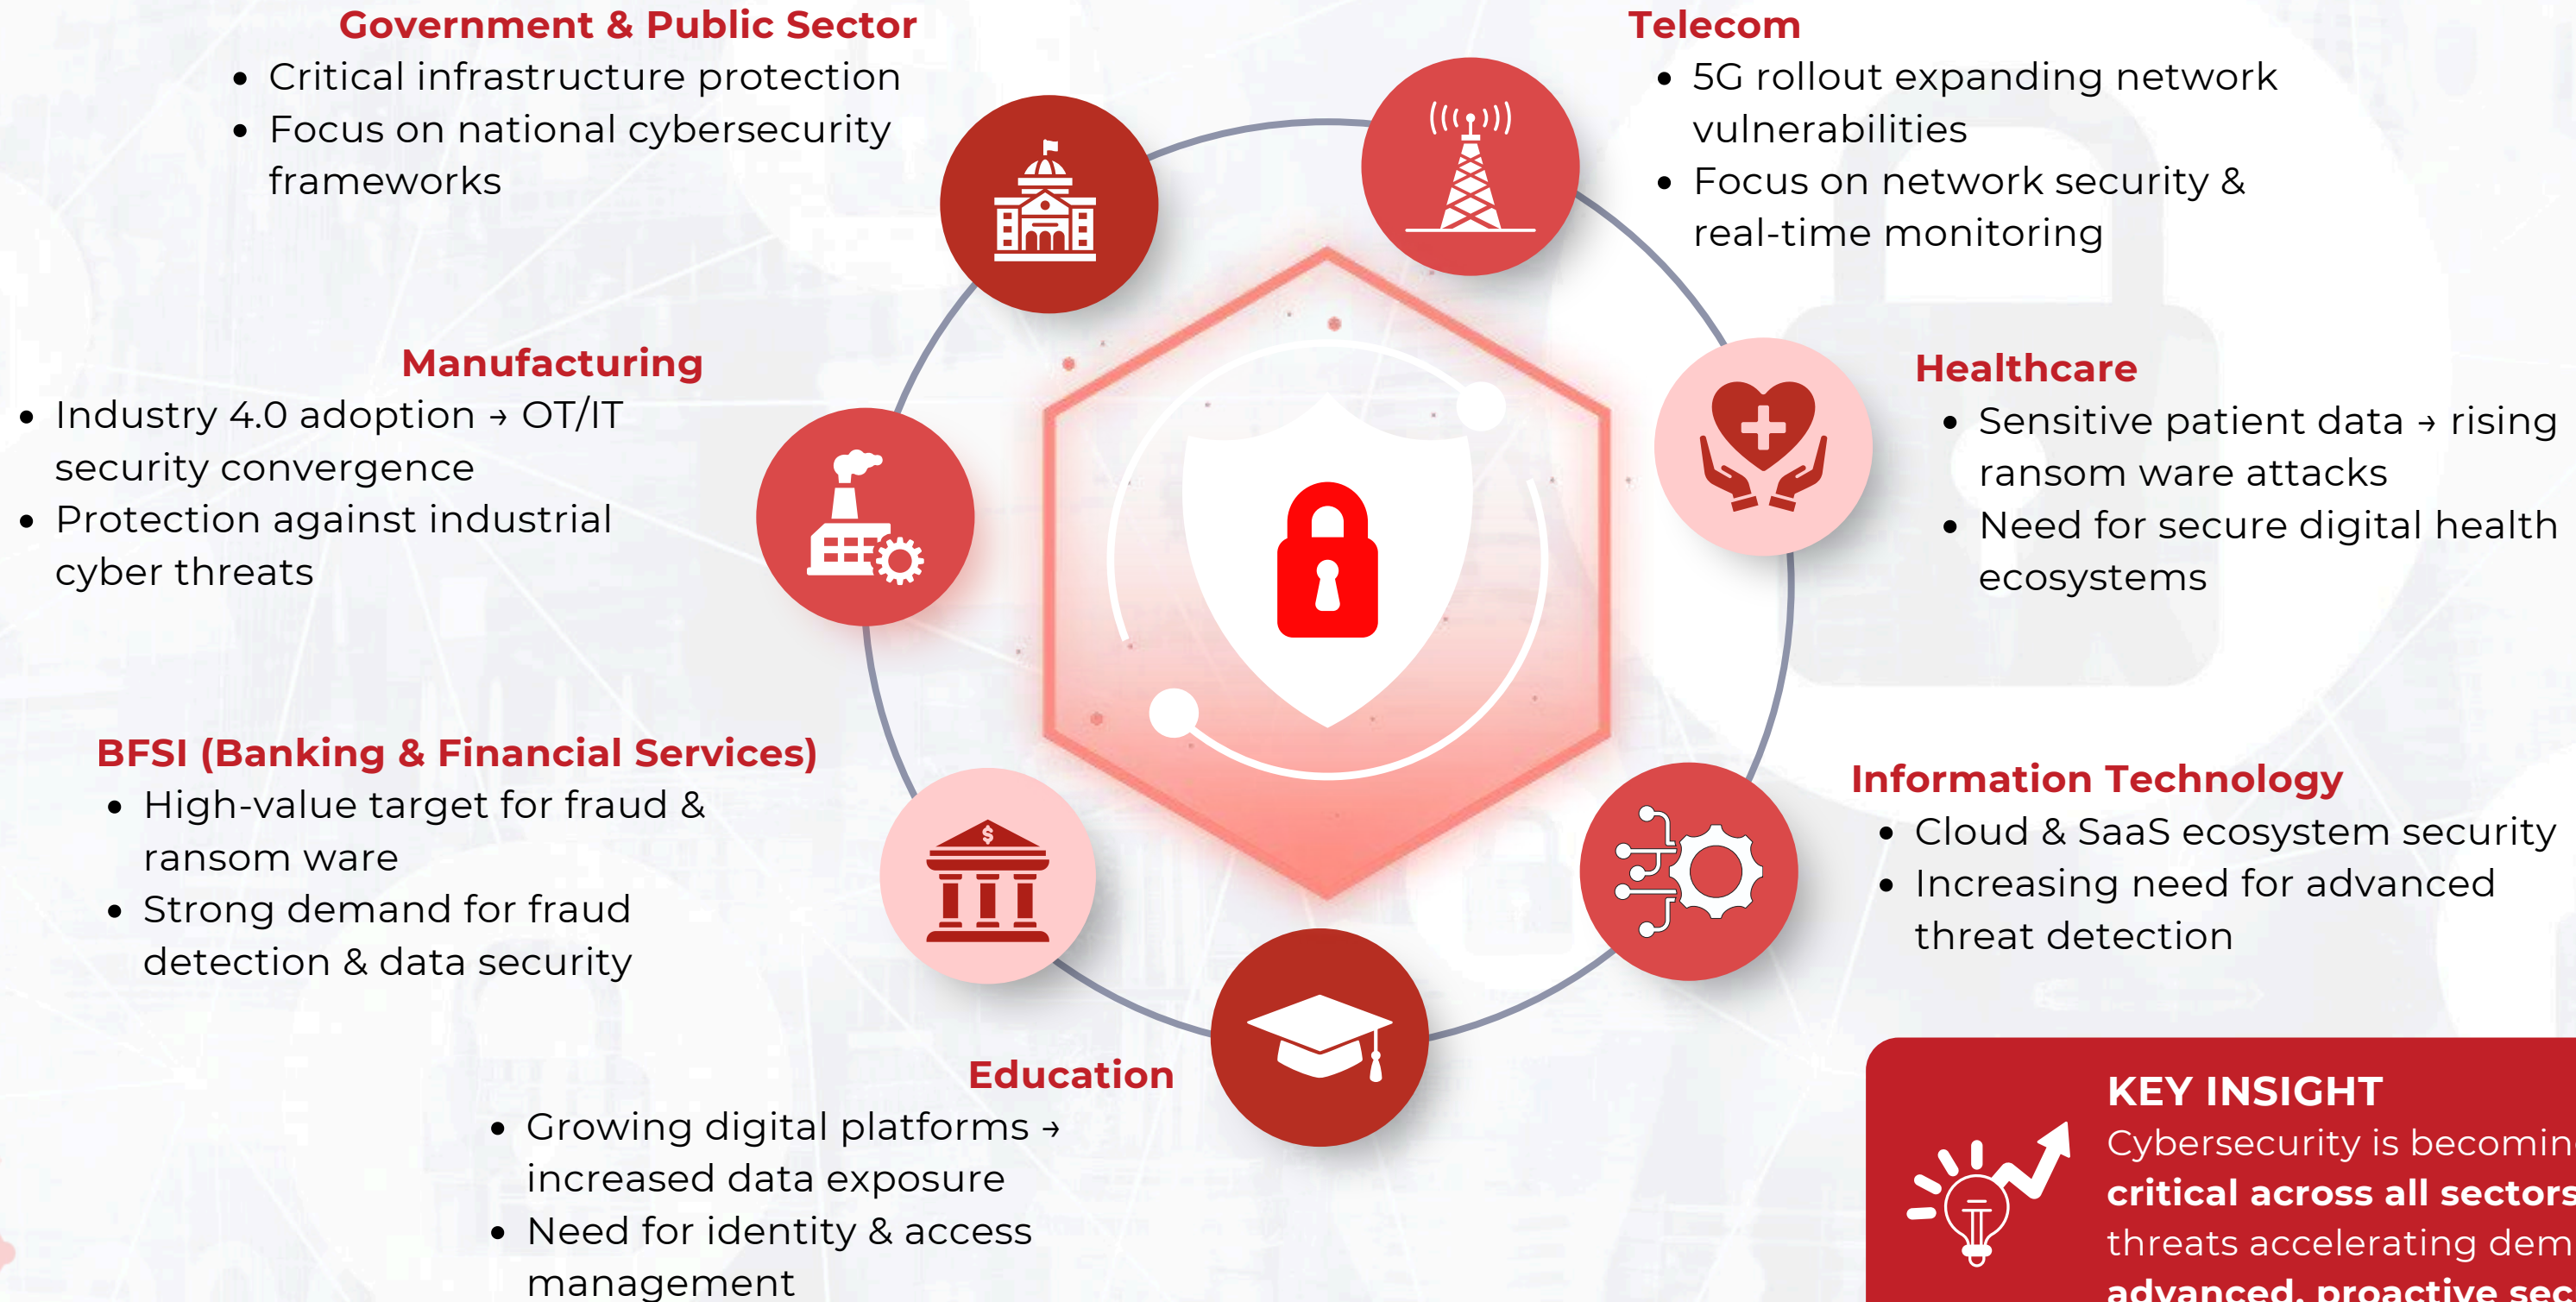 Government & Public Sector
• Critical infrastructure protection
• Focus on national cybersecurity
frameworks
Telecom
• 5G rollout expanding network
vulnerabilities
• Focus on network security &
real-time monitoring
Manufacturing
• Industry 4.0 adoption → OT/IT
security convergence
• Protection against industrial
cyber threats
Healthcare
• Sensitive patient data → rising
ransom ware attacks
• Need for secure digital health
ecosystems
BFSI (Banking & Financial Services)
• High-value target for fraud &
ransom ware
• Strong demand for fraud
detection & data security
Information Technology
• Cloud & SaaS ecosystem security
• Increasing need for advanced
threat detection
Education
• Growing digital platforms →
increased data exposure
• Need for identity & access
management
KEY INSIGHT
Cybersecurity is
critical across all sectors
threats accelerating
advanced, proactive
$